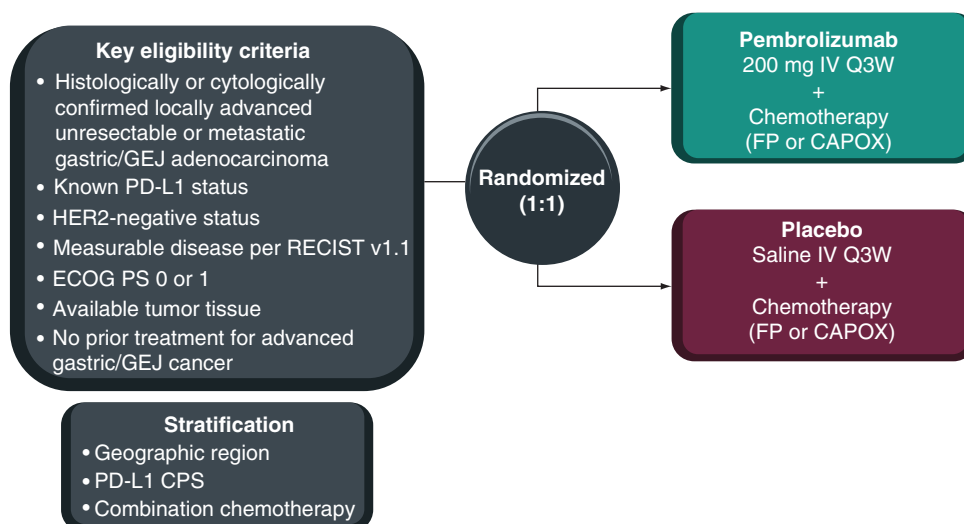 Key eligibility criteria
• Histologically or cytologically
confirmed locally advanced
unresectable or metastatic
gastric/GEJ adenocarcinoma
• Known PD-L1 status
• HER2-negative status
• Measurable disease per RECIST v1.1
• ECOG PS 0 or 1
• Available tumor tissue
• No prior treatment for advanced
gastric/GEJ cancer
Stratification
• Geographic region
• PD-L1 CPS
• Combination chemotherapy
Randomized
(1:1)
Pembrolizumab
200 mg IV Q3W
+
Chemotherapy
(FP or CAPOX)
Placebo
Saline IV Q3W
+
Chemotherapy
(FP or CAPOX)